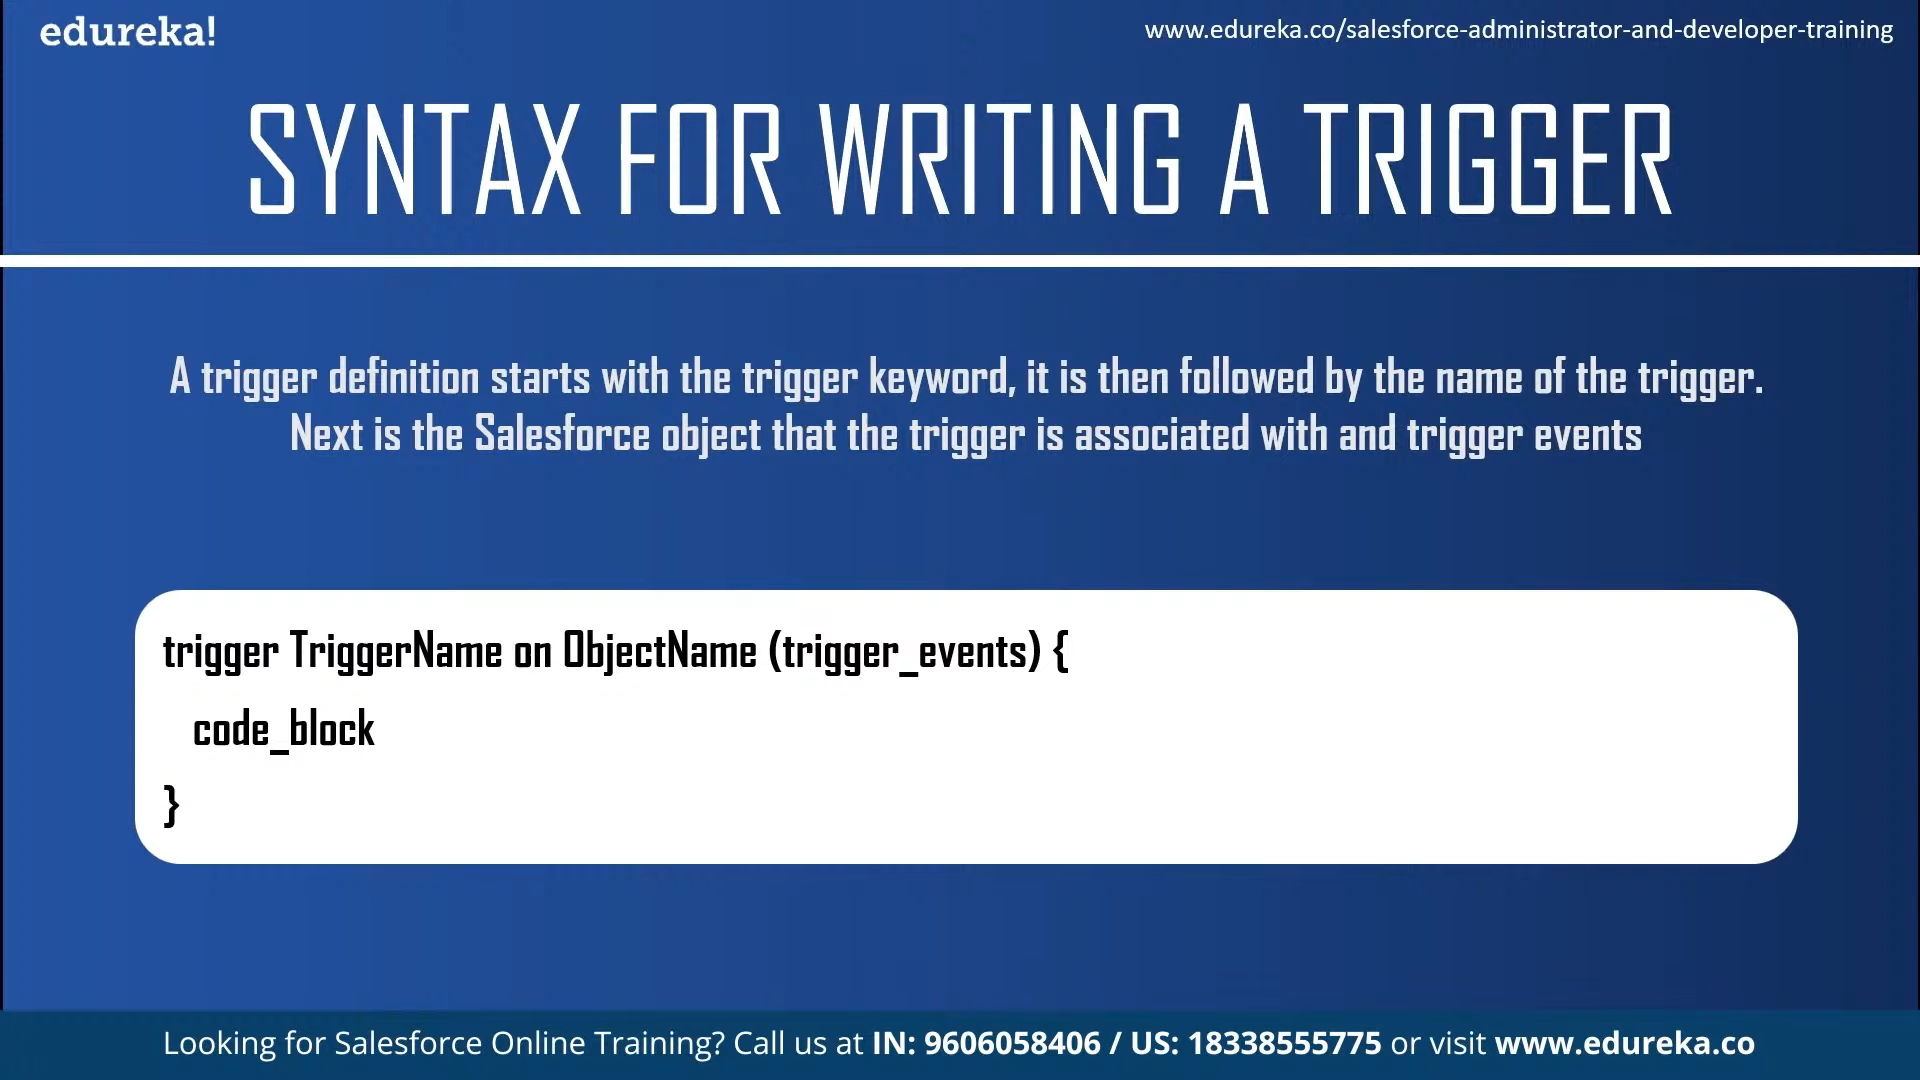 edureka!
www.edureka.co/salesforce-administrator-and-developer-training
SYNTAX FOR WRITING A TRIGGER
A trigger definition starts with the trigger keyword, it is then followed by the name of the trigger.
Next is the Salesforce object that the trigger is associated with and trigger events
trigger TriggerName on ObjectName (trigger_events) {
code_block
}
Looking for Salesforce Online Training? Call us at IN: 9606058406 / US: 18338555775 or visit www.edureka.co